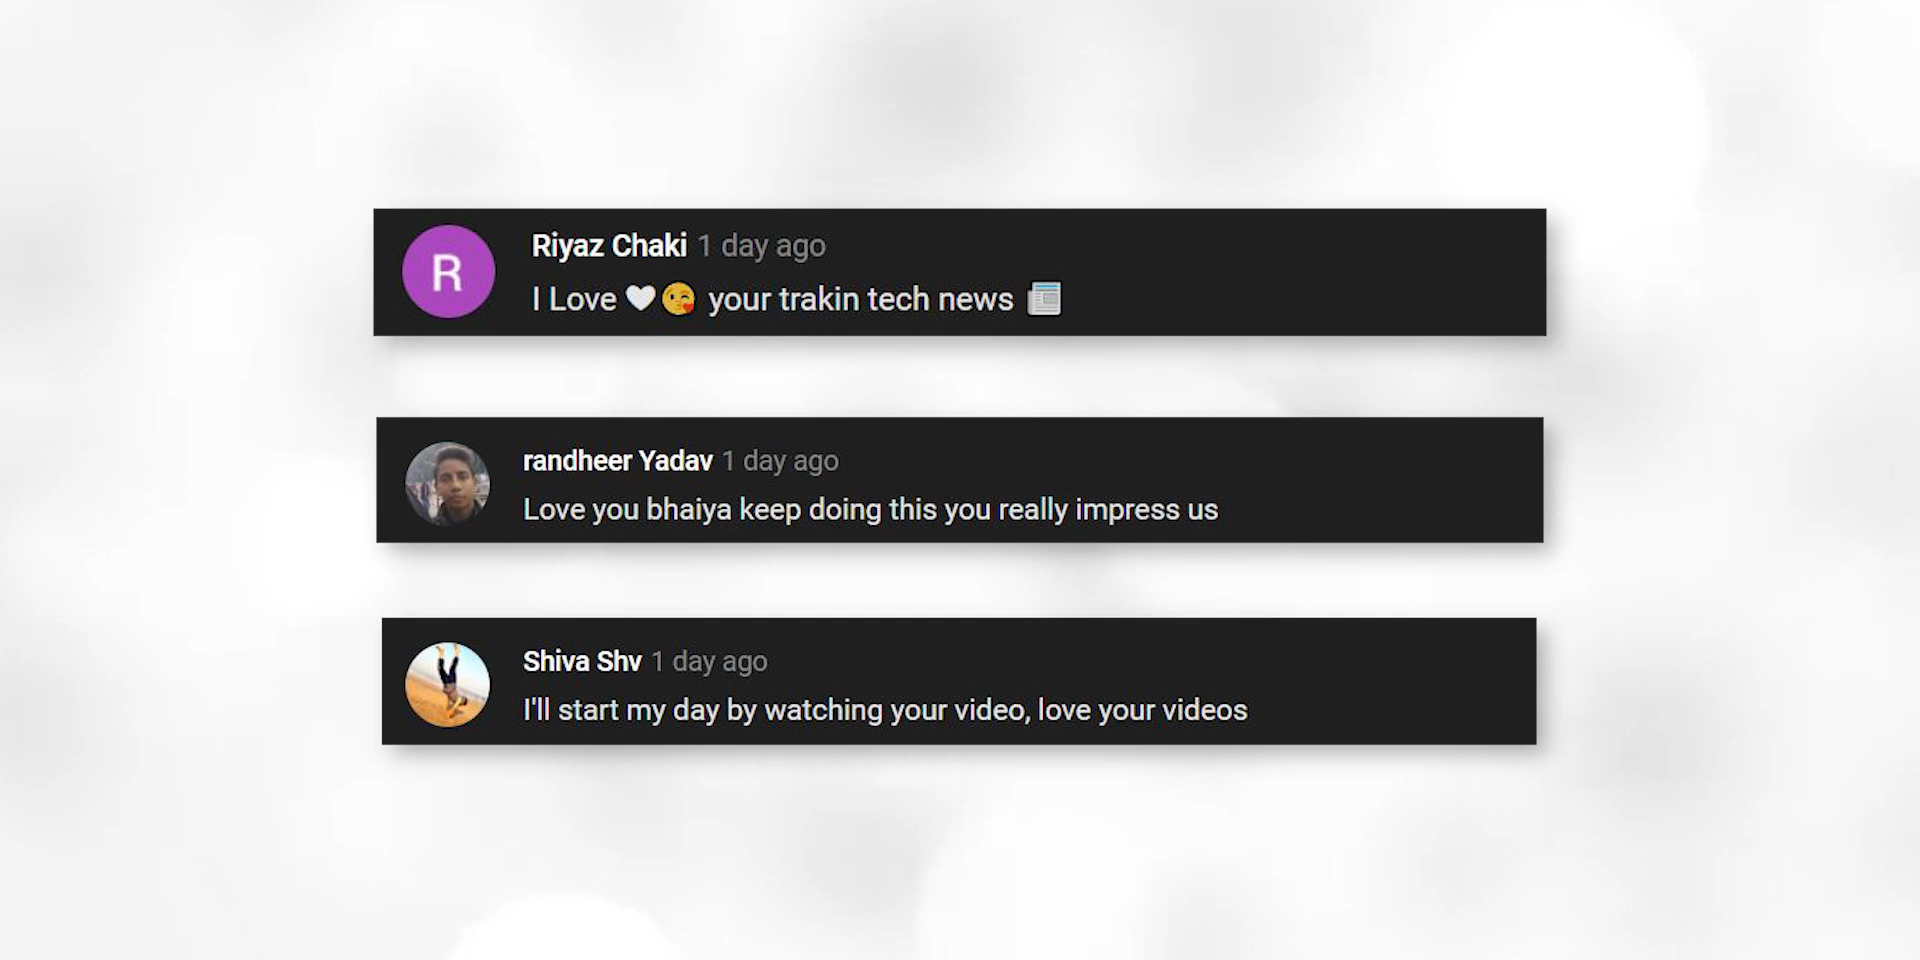 R
Riyaz Chaki 1 day ago
I Love 🤍😘 your trakin tech news 📰
randheer Yadav 1 day ago
Love you bhaiya keep doing this you really impress us
Shiva Shv 1 day ago
I'll start my day by watching your video, love your videos